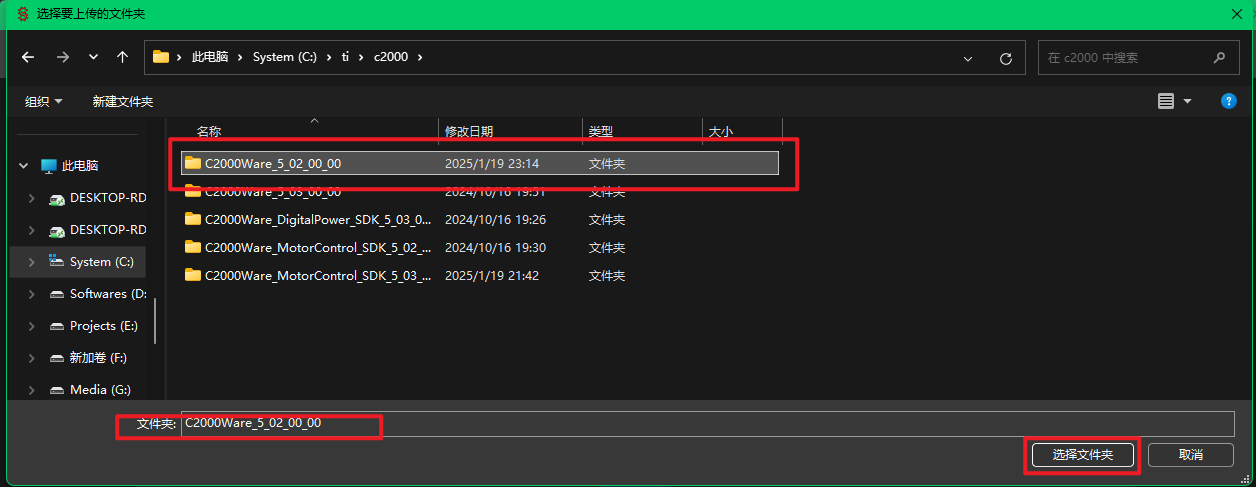 选择要上传的文件夹
此电脑 System (C:) ti c2000
在 c2000 中搜索
组织 新建文件夹
名称 修改日期 类型 大小
C2000Ware_5_02_00_00 2025/1/19 23:14 文件夹
C2000Ware_5_03_00_00 2024/10/16 19:51 文件夹
C2000Ware_DigitalPower_SDK_5_03_0... 2024/10/16 19:26 文件夹
C2000Ware_MotorControl_SDK_5_02_... 2024/10/16 19:30 文件夹
C2000Ware_MotorControl_SDK_5_03_... 2025/1/19 21:42 文件夹
此电脑
DESKTOP-RD
DESKTOP-RD
System (C:)
Softwares (D:
Projects (E:)
新加卷 (F:)
Media (G:)
文件夹: C2000Ware_5_02_00_00
选择文件夹 取消